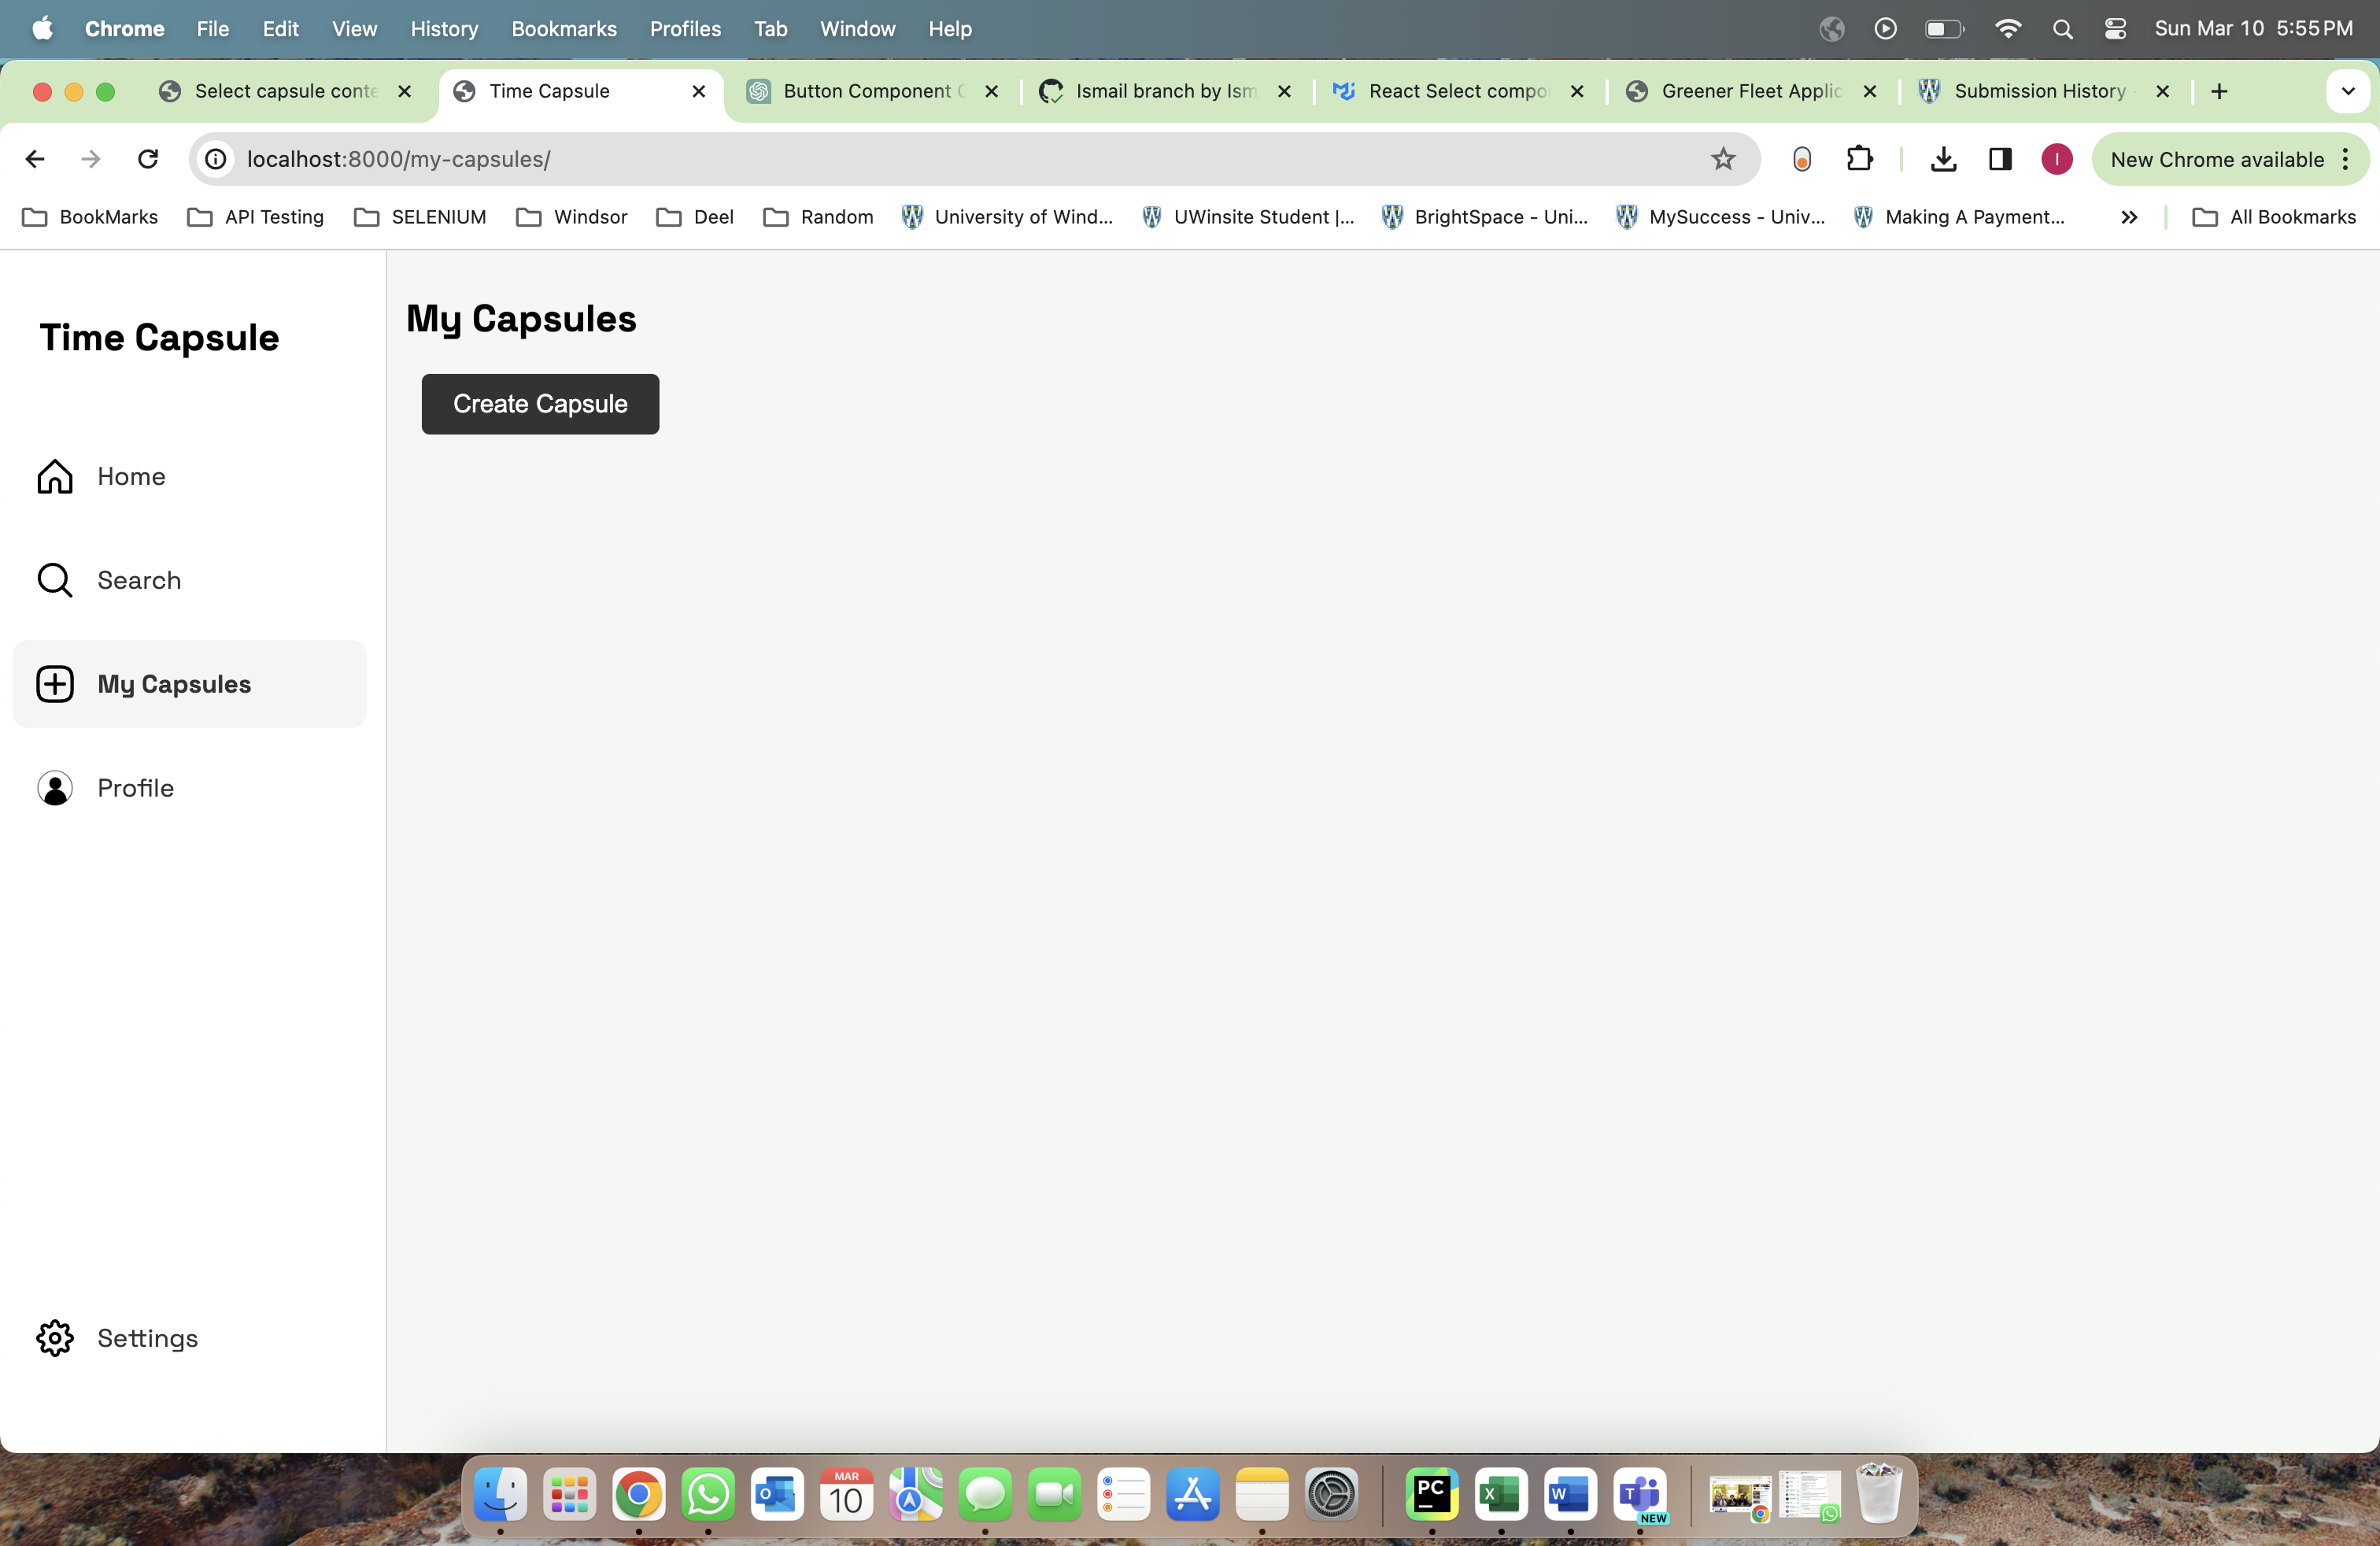 Chrome File Edit View History Bookmarks Profiles Tab Window Help Sun Mar 10 5:55 PM
Select capsule conte Time Capsule Button Component Ismail branch by Ism React Select compo Greener Fleet Applic Submission History
localhost:8000/my-capsules/ I New Chrome available
BookMarks API Testing SELENIUM Windsor Deel Random University of Wind... UWinsite Student |... BrightSpace - Uni... MySuccess - Univ... Making A Payment... » All Bookmarks
Time Capsule
Home
Search
My Capsules
Profile
Settings
My Capsules
Create Capsule
MAR
10
PC
X
W
T
NEW